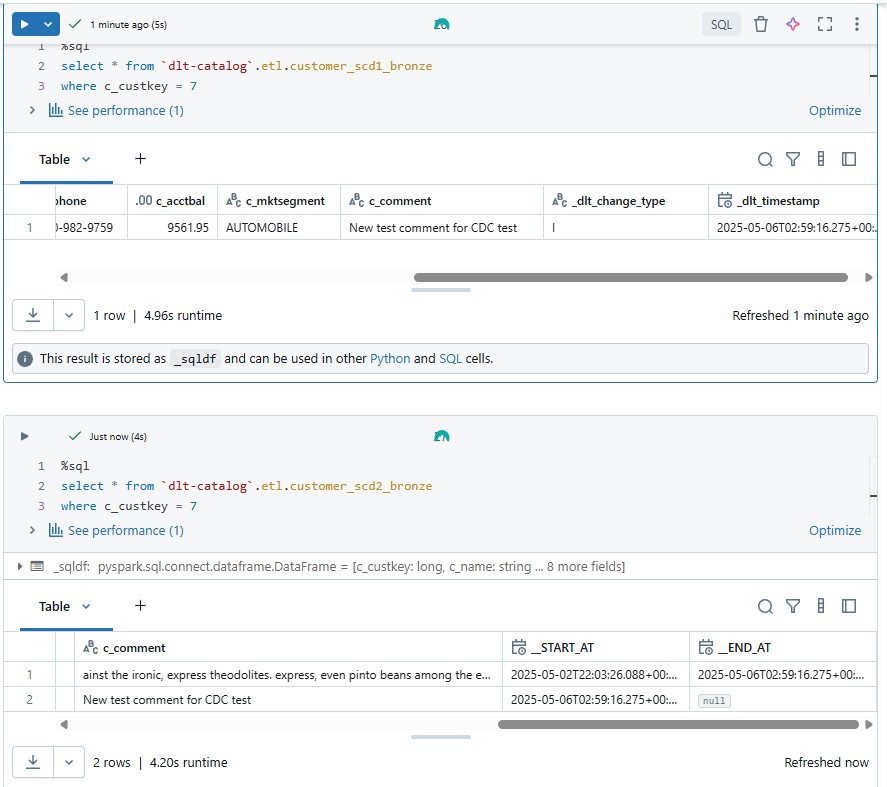 1 minute ago (5s)
SQL
1 %sql
2 select * from `dlt-catalog`.etl.customer_scd1_bronze
3 where c_custkey = 7
See performance (1)
Optimize
Table
+
hone .00 c_acctbal ABC c_mktsegment ABC c_comment ABC _dlt_change_type _dlt_timestamp
1 )-982-9759 9561.95 AUTOMOBILE New test comment for CDC test I 2025-05-06T02:59:16.275+00:...
1 row | 4.96s runtime
Refreshed 1 minute ago
This result is stored as _sqldf and can be used in other Python and SQL cells.
Just now (4s)
1 %sql
2 select * from `dlt-catalog`.etl.customer_scd2_bronze
3 where c_custkey = 7
See performance (1)
Optimize
_sqldf: pyspark.sql.connect.dataframe.DataFrame = [c_custkey: long, c_name: string ... 8 more fields]
Table
+
ABC c_comment __START_AT __END_AT
1 ainst the ironic, express theodolites. express, even pinto beans among the e... 2025-05-02T22:03:26.088+00:... 2025-05-06T02:59:16.275+00:...
2 New test comment for CDC test 2025-05-06T02:59:16.275+00:... null
2 rows | 4.20s runtime
Refreshed now